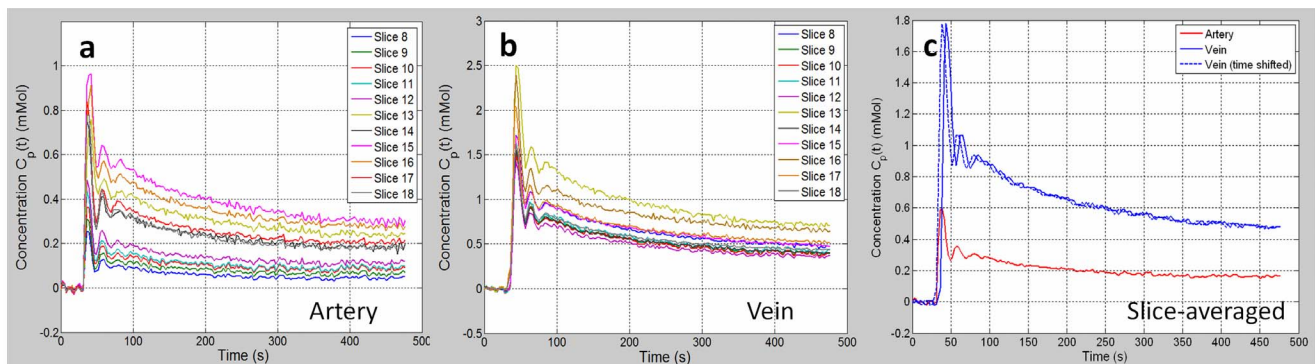 a
Slice 8
Slice 9
Slice 10
Slice 11
Slice 12
Slice 13
Slice 14
Slice 15
Slice 16
Slice 17
Slice 18
Concentration C_p(t) (mMol)
1
0.8
0.6
0.4
0.2
0
-0.2
Artery
0 100 200 300 400 500
Time (s)
b
Slice 8
Slice 9
Slice 10
Slice 11
Slice 12
Slice 13
Slice 14
Slice 15
Slice 16
Slice 17
Slice 18
Concentration C_p(t) (mMol)
3
2.5
2
1.5
1
0.5
0
-0.5
Vein
0 100 200 300 400 500
Time (s)
c
Artery
Vein
Vein (time shifted)
Concentration C_p(t) (mMol)
1.8
1.6
1.4
1.2
1
0.8
0.6
0.4
0.2
0
-0.2
Slice-averaged
0 50 100 150 200 250 300 350 400 450 500
Time (s)